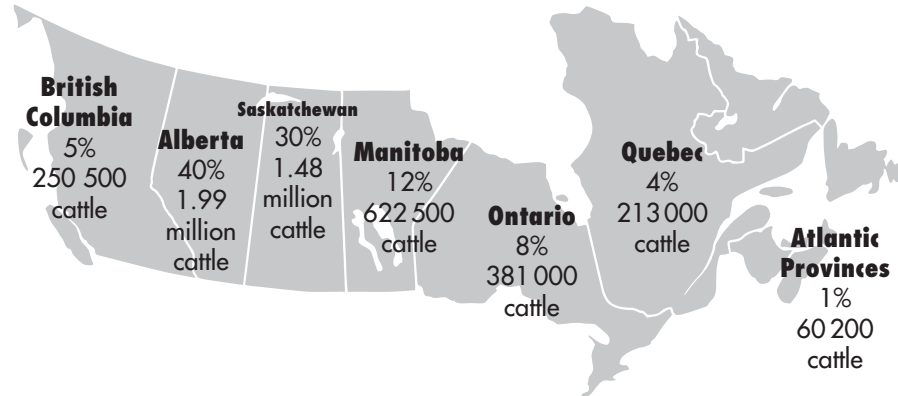 British
Columbia
5%
250 500
cattle
Alberta
40%
1.99
million
cattle
Saskatchewan
30%
1.48
million
cattle
Manitoba
12%
622 500
cattle
Ontario
8%
381 000
cattle
Quebec
4%
213 000
cattle
Atlantic
Provinces
1%
60 200
cattle